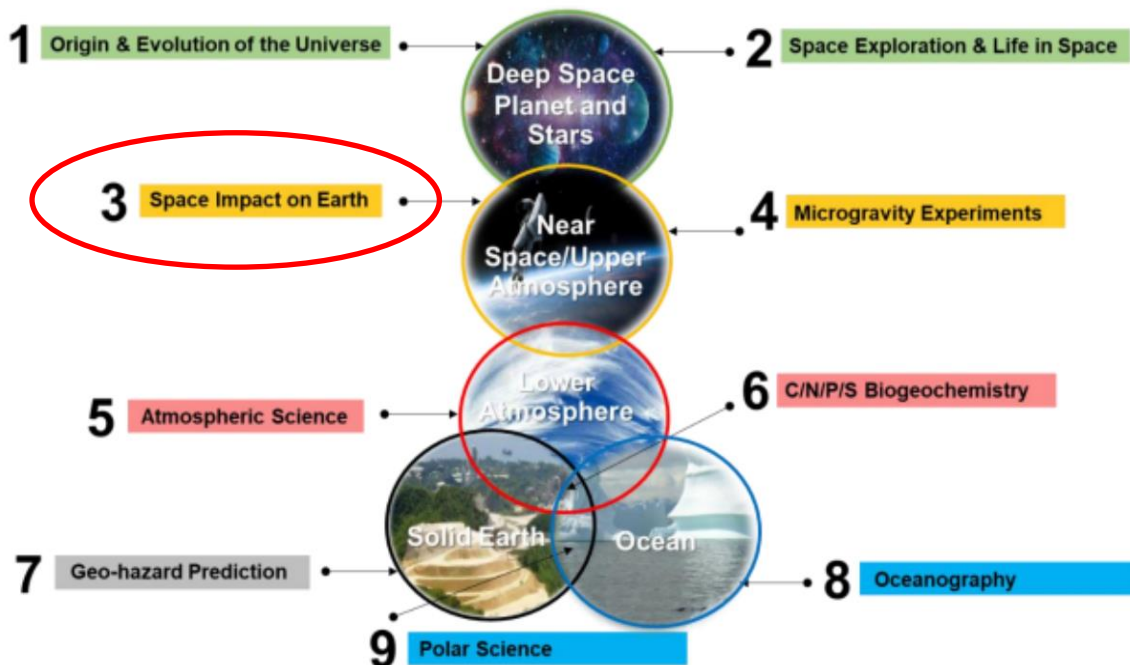 1 Origin & Evolution of the Universe
2 Space Exploration & Life in Space
Deep Space
Planet and
Stars
3 Space Impact on Earth
4 Microgravity Experiments
Near
Space/Upper
Atmosphere
Lower
Atmosphere
5 Atmospheric Science
6 C/N/P/S Biogeochemistry
Solid Earth
Ocean
7 Geo-hazard Prediction
8 Oceanography
9 Polar Science